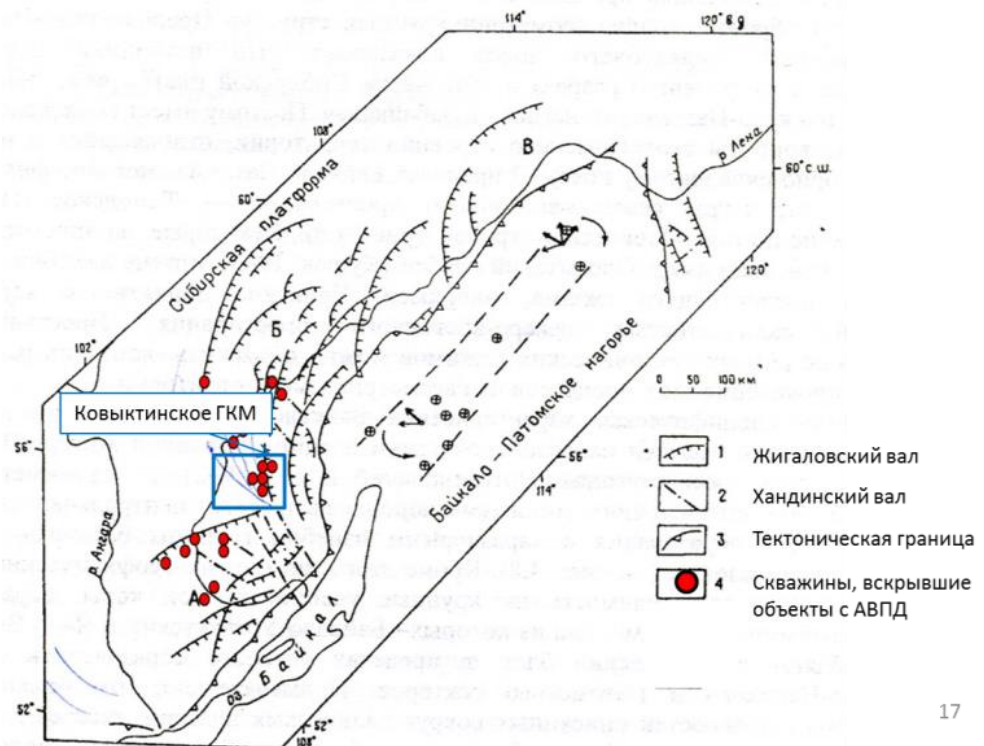 114°
120° в.д
108°
р Лена
60° с.ш
60°
Сибирская платформа
В
120°
Б
102°
Ковыктинское ГКМ
50 100 км
Байкало Патомское нагорье
56°
56°
114°
1 Жигаловский вал
2 Хандинский вал
3 Тектоническая граница
4 Скважины, вскрывшие
объекты с АВПД
Ангара
А
оз. Байкал
52°
52°
108°
17